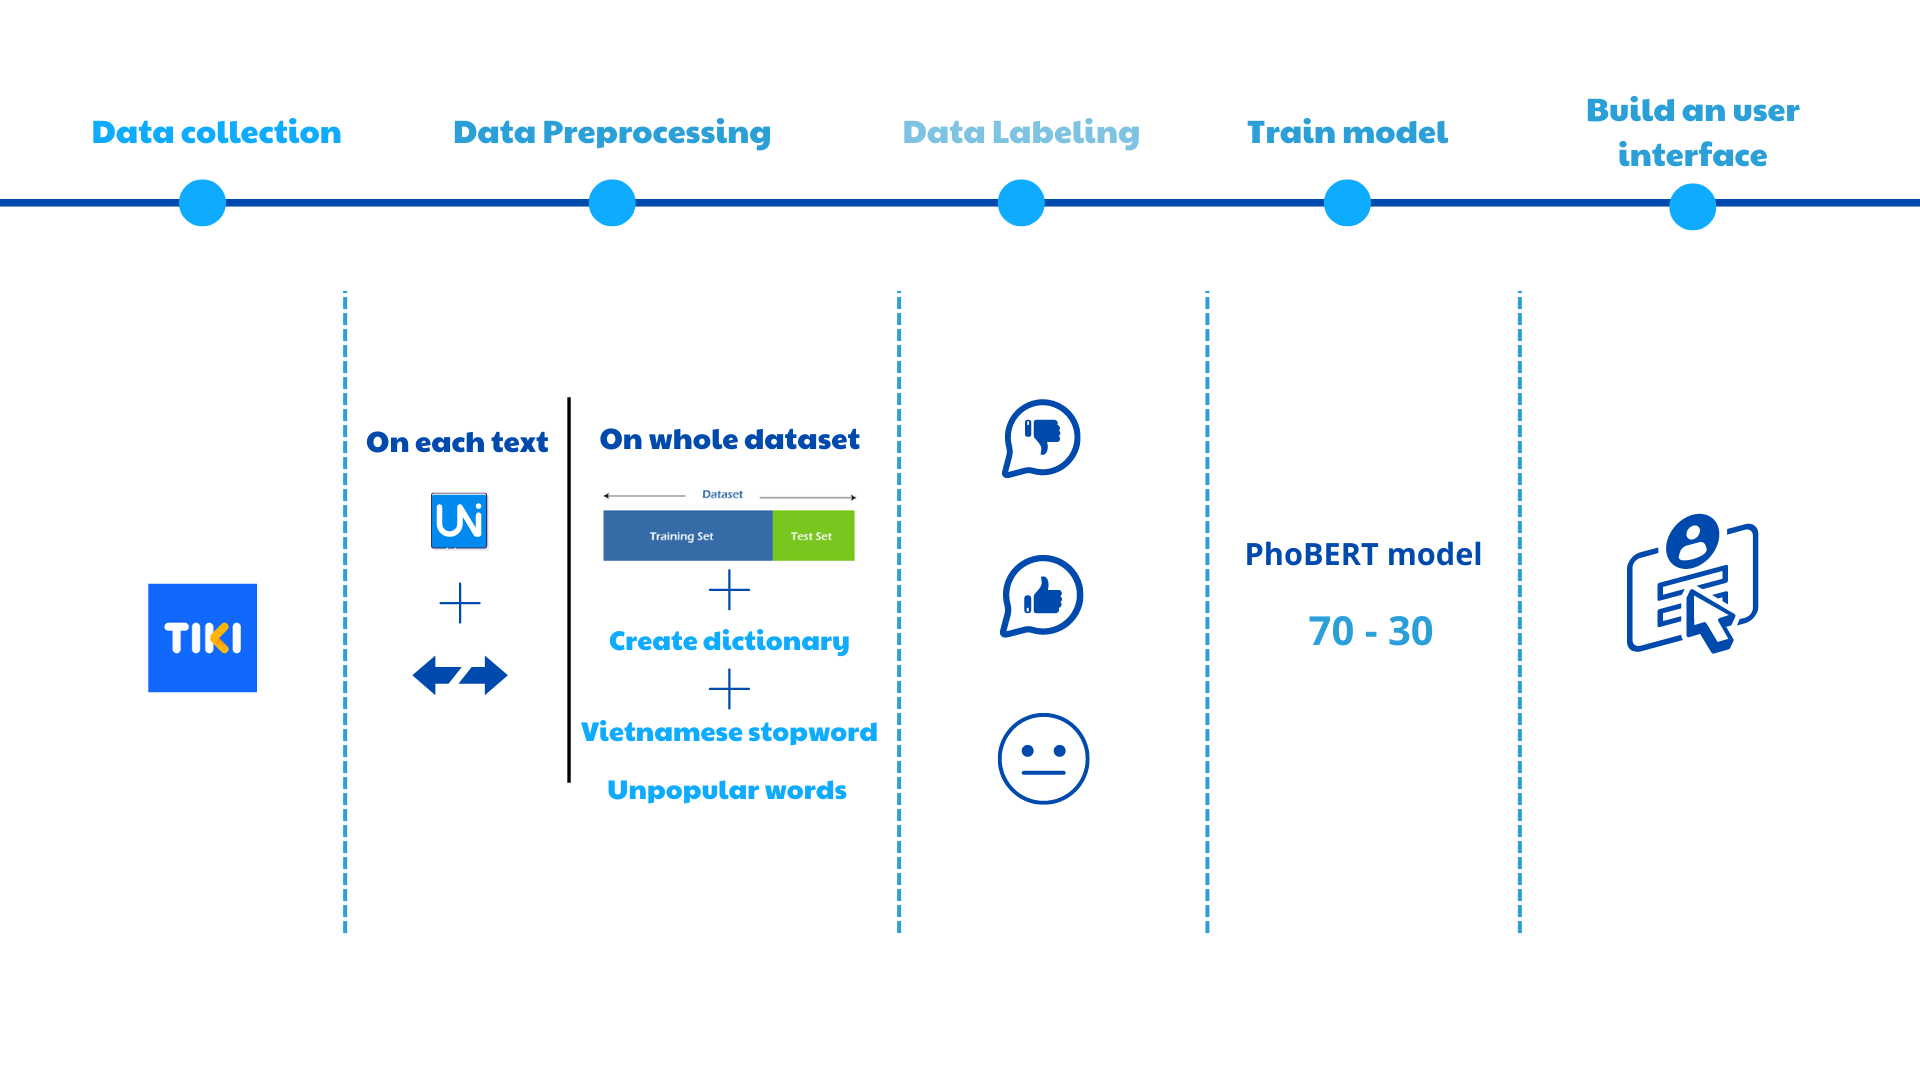 Data collection
Data Preprocessing
Data Labeling
Train model
Build an user
interface
TIKI
On each text
UNi
On whole dataset
Dataset
Training Set
Test Set
Create dictionary
Vietnamese stopword
Unpopular words
PhoBERT model
70 - 30